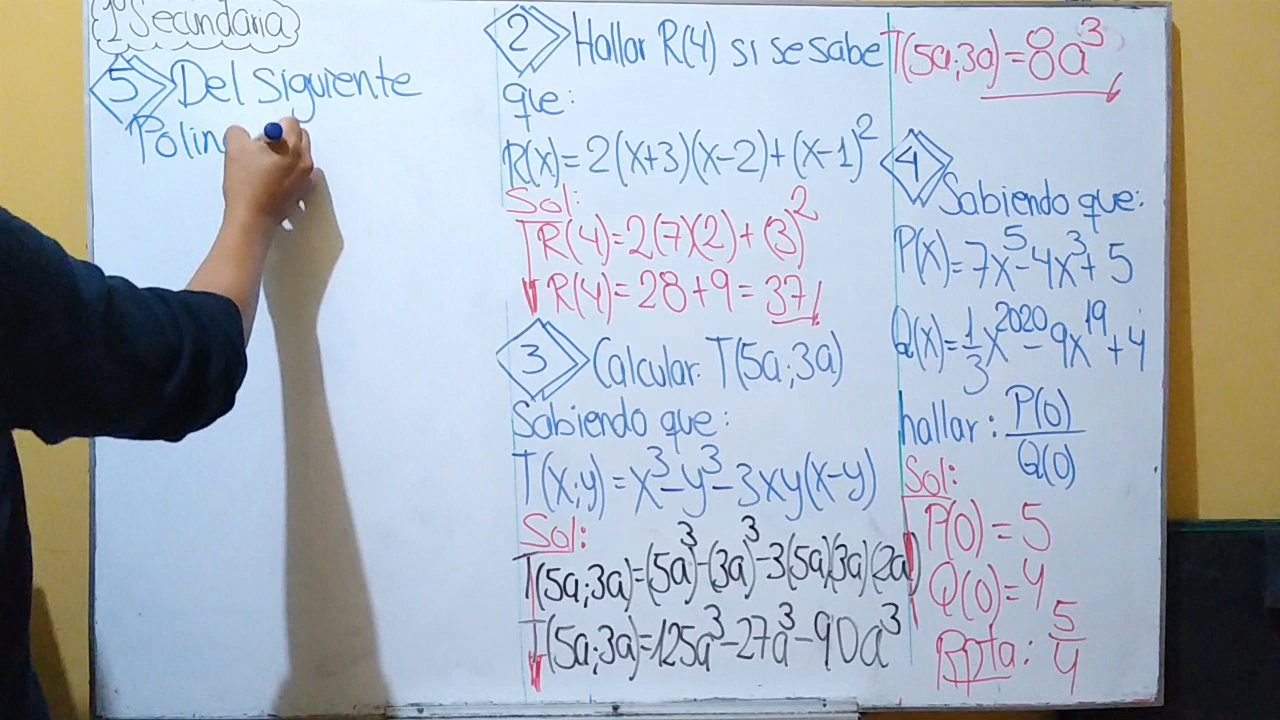 1º Secundaria
5 Del siguiente
Polin
2 Hallar R(4) si se sabe
que:
R(x)=2(x+3)(x-2)+(x-1)²
Sol:
R(4)=2(7)(2)+(3)²
R(4)=28+9=37
3 Calcular: T(5a;3a)
Sabiendo que:
T(x;y)=x³-y³-3xy(x-y)
Sol:
T(5a;3a)=(5a)³-(3a)³-3(5a)(3a)(2a)
T(5a;3a)=125a³-27a³-90a³
T(5a;3a)=8a³
4
Sabiendo que:
P(x)=7x⁵-4x³+5
Q(x)=1/3x²⁰²⁰-9x¹⁹+4
hallar: P(0)/Q(0)
Sol:
P(0)=5
Q(0)=4
Rpta: 5/4